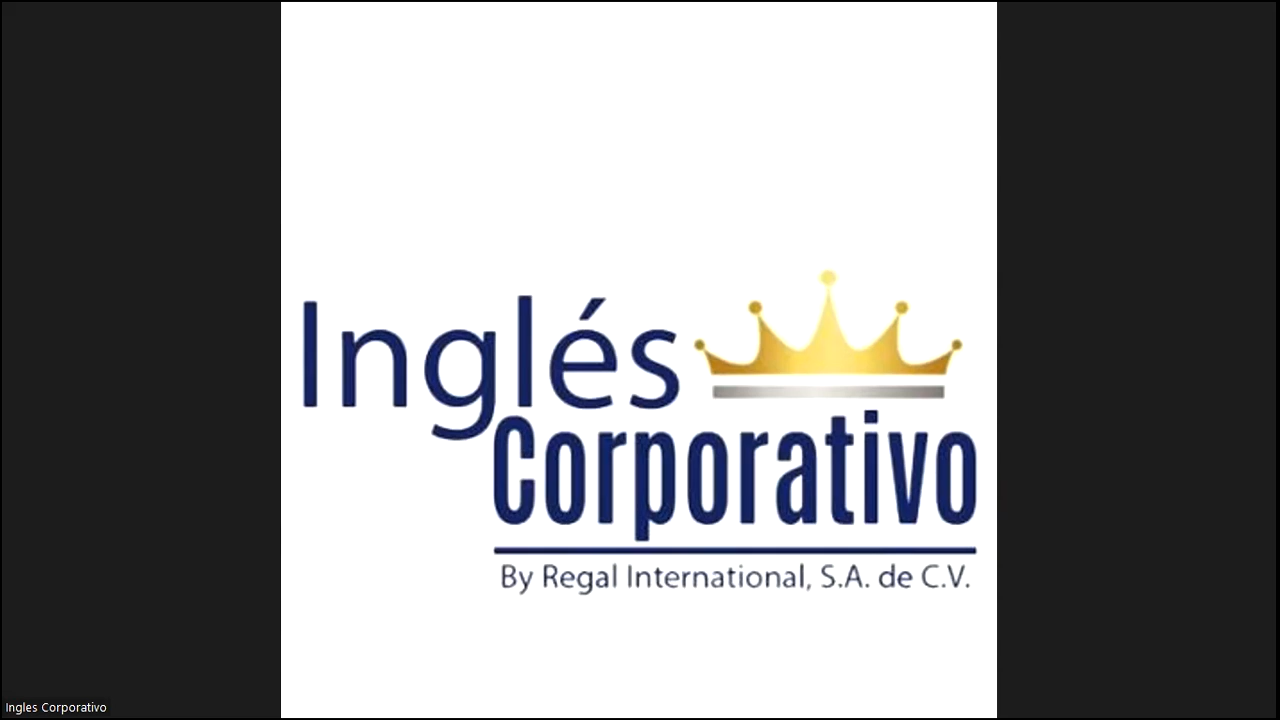 Inglés
Corporativo
By Regal International, S.A. de C.V.
Ingles Corporativo